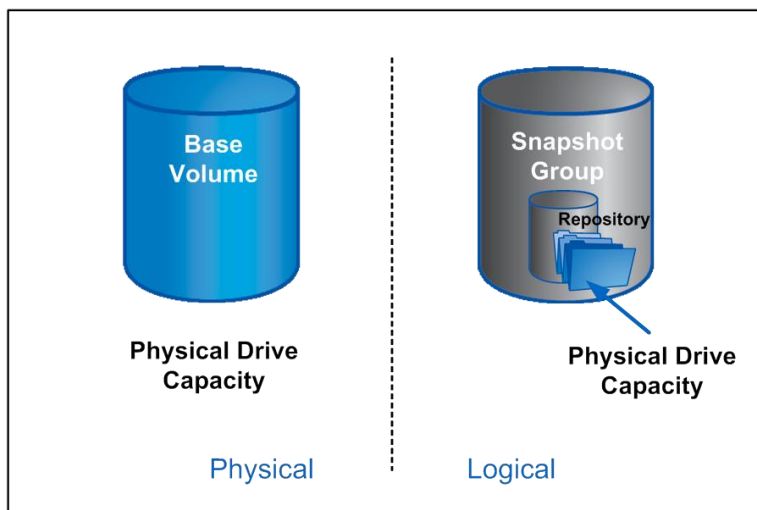 Base
Volume
Physical Drive
Capacity
Physical
Snapshot
Group
Repository
Physical Drive
Capacity
Logical